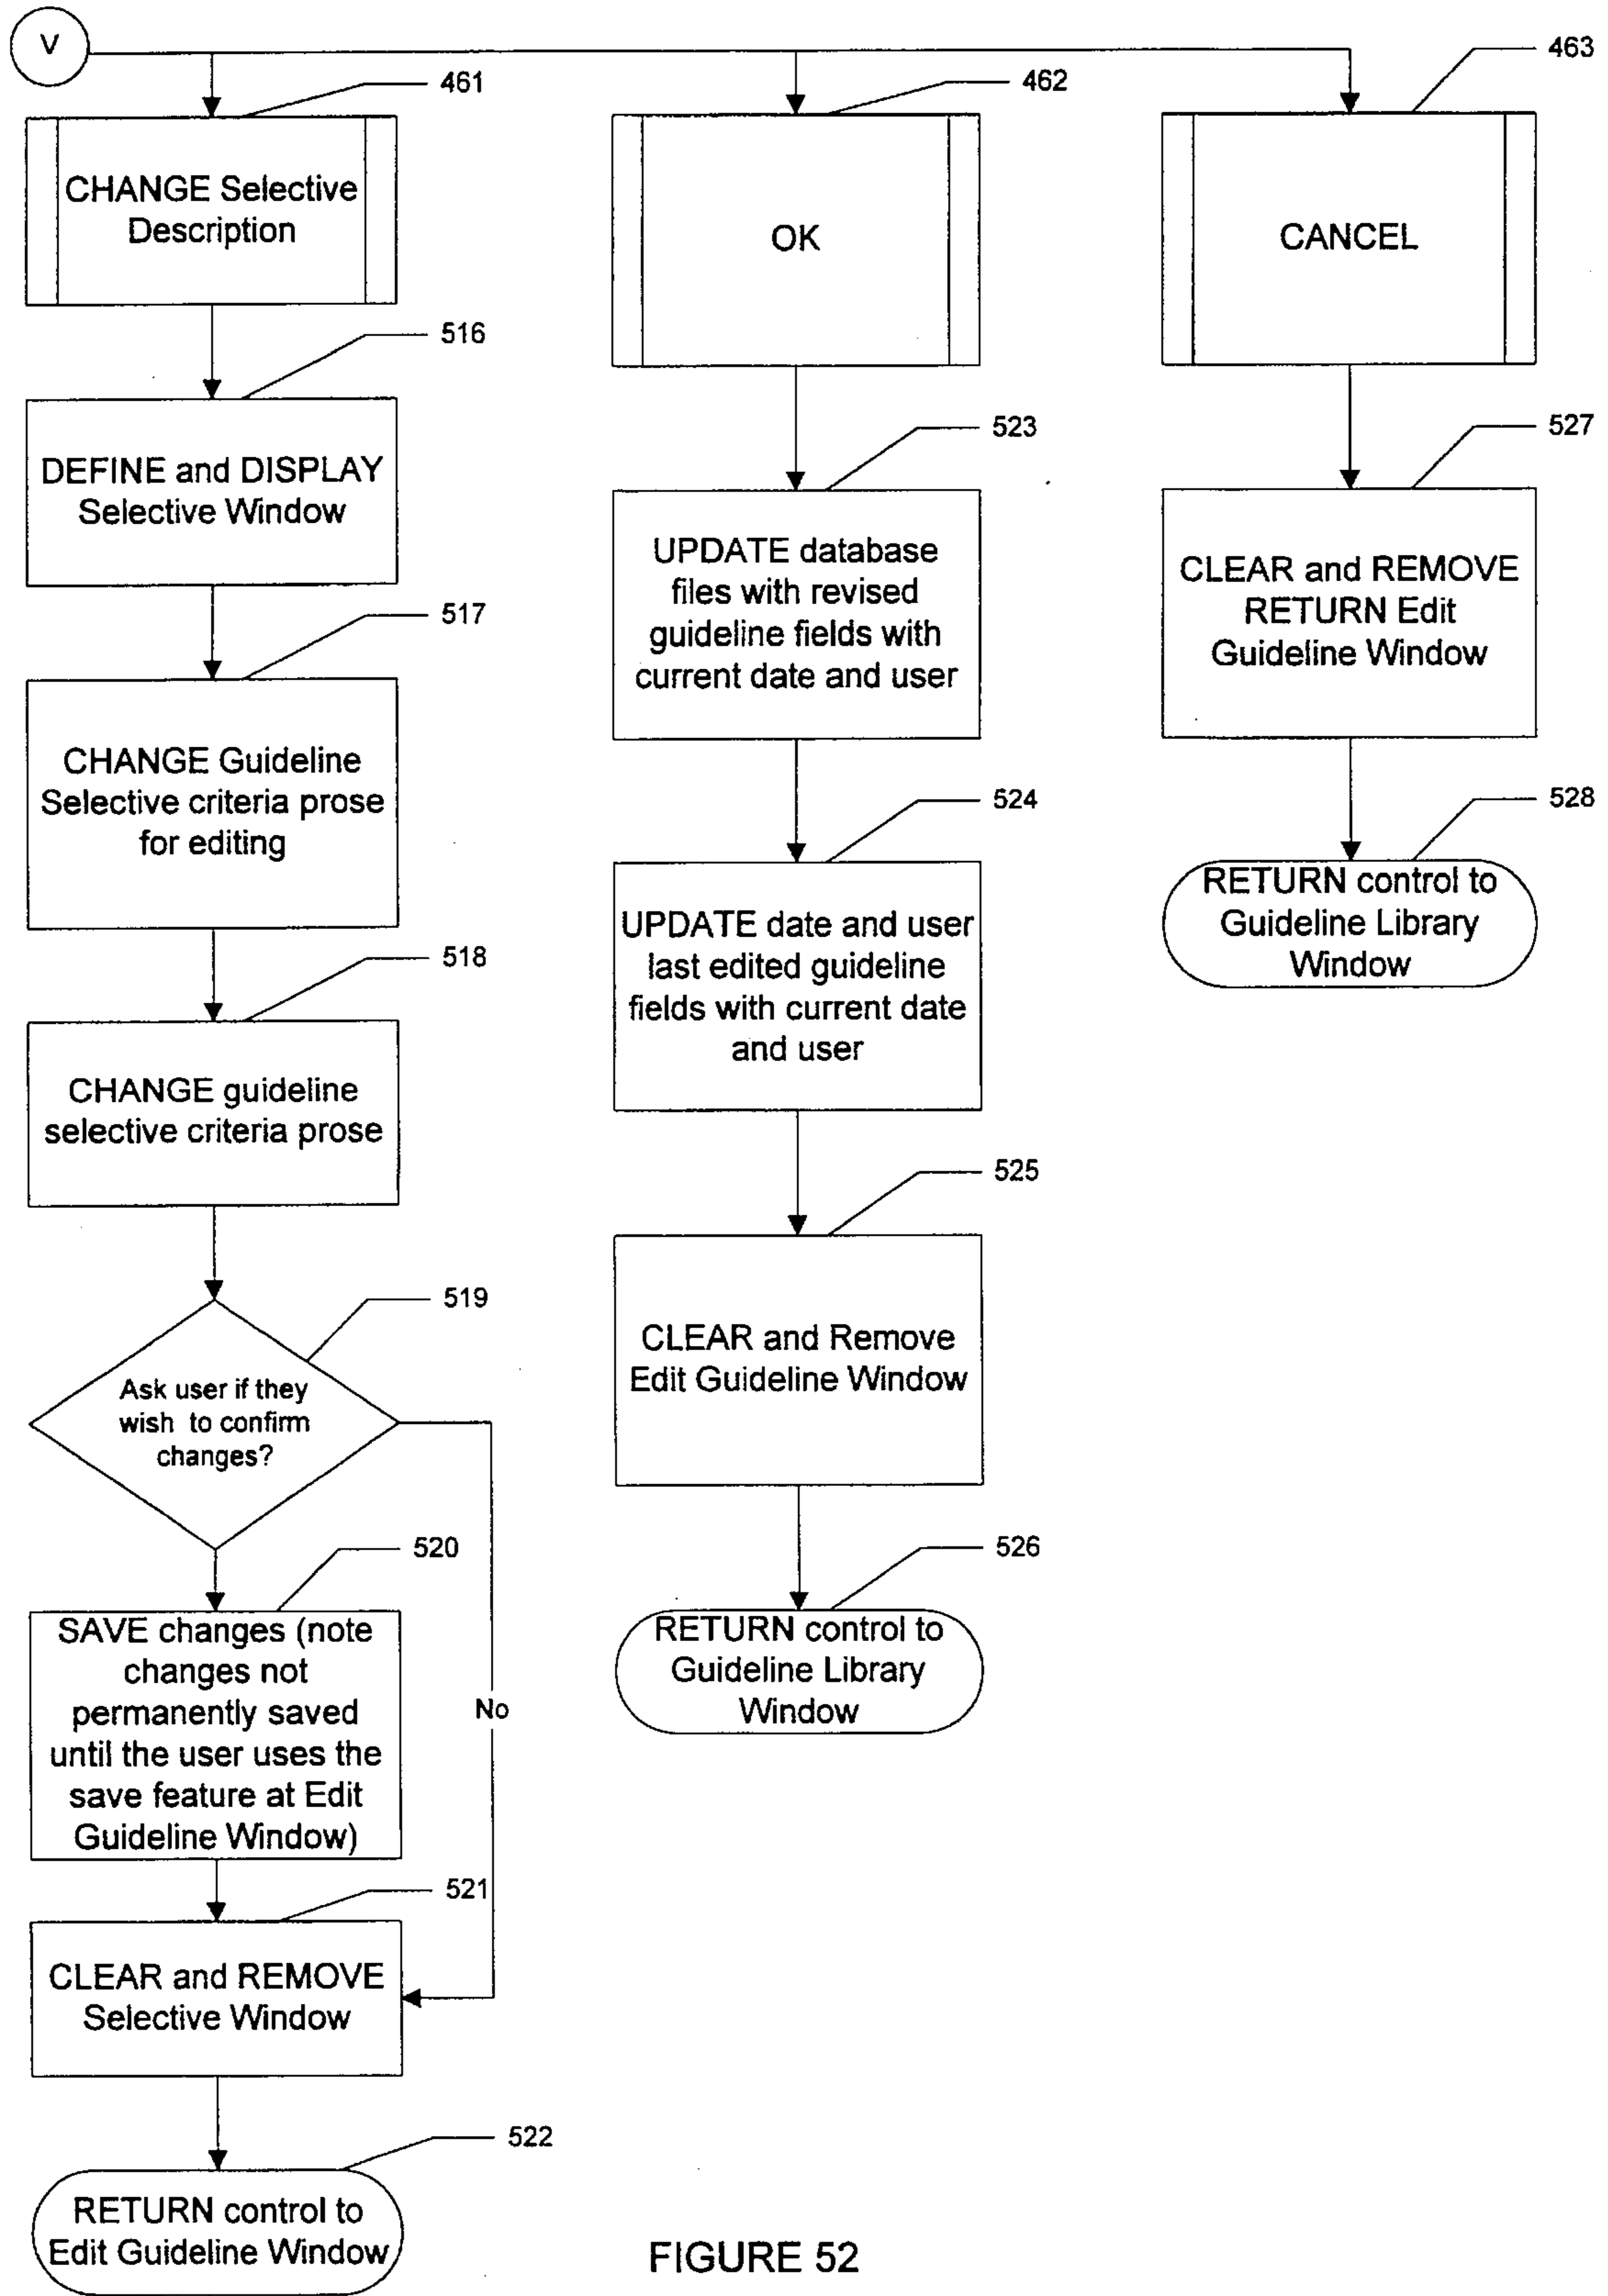 V
461
CHANGE Selective
Description
516
DEFINE and DISPLAY
Selective Window
517
CHANGE Guideline
Selective criteria prose
for editing
518
CHANGE guideline
selective criteria prose
519
Ask user if they
wish to confirm
changes?
No
520
SAVE changes (note
changes not
permanently saved
until the user uses the
save feature at Edit
Guideline Window)
521
CLEAR and REMOVE
Selective Window
522
RETURN control to
Edit Guideline Window
462
OK
523
UPDATE database
files with revised
guideline fields with
current date and user
524
UPDATE date and user
last edited guideline
fields with current date
and user
525
CLEAR and Remove
Edit Guideline Window
526
RETURN control to
Guideline Library
Window
463
CANCEL
527
CLEAR and REMOVE
RETURN Edit
Guideline Window
528
RETURN control to
Guideline Library
Window
FIGURE 52